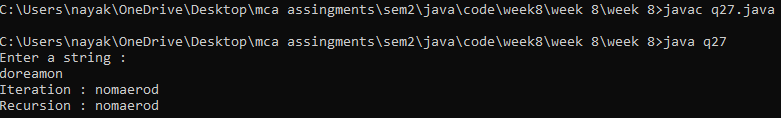 C:\Users\nayak\OneDrive\Desktop\mca assingments\sem2\java\code\week8\week 8\week 8>javac q27.java
C:\Users\nayak\OneDrive\Desktop\mca assingments\sem2\java\code\week8\week 8\week 8>java q27
Enter a string :
doreamon
Iteration : nomaerod
Recursion : nomaerod